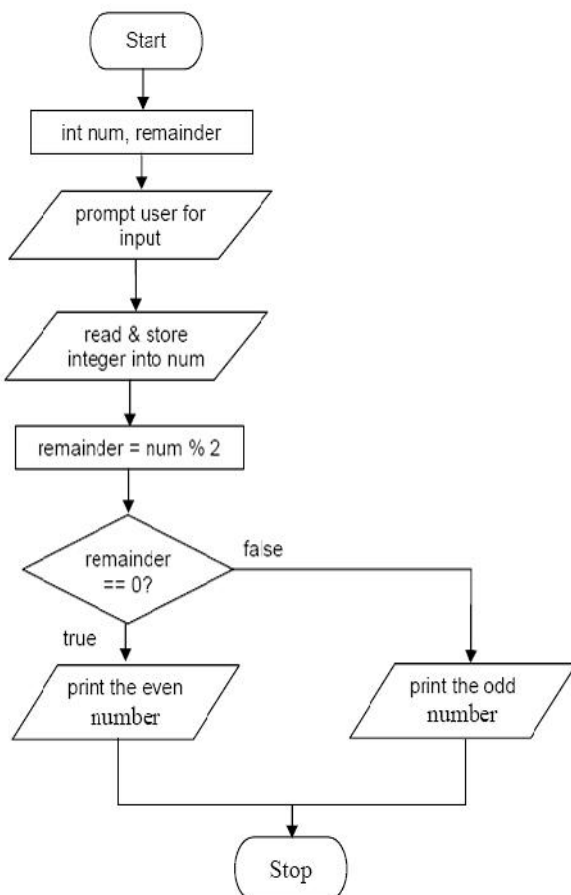 Start
int num, remainder
prompt user for
input
read & store
integer into num
remainder = num % 2
remainder
== 0?
false
true
print the even
number
print the odd
number
Stop